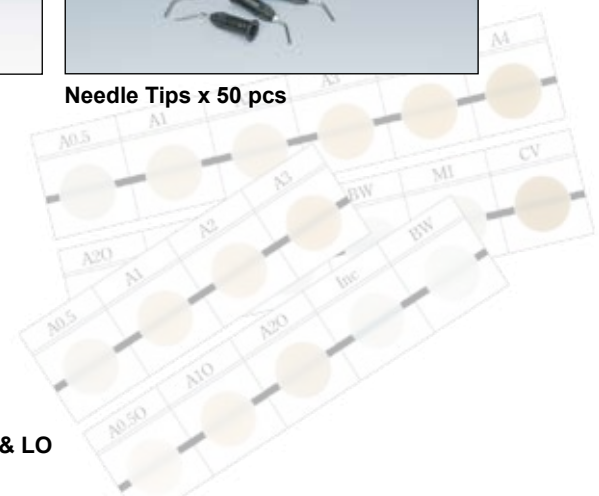 Needle Tips x 50 pcs
A0.5 A1 A3 A4
A2O BW MI CV
A0.5 A1 A2 A3
A0.5O A1O A2O Inc BW
& LO